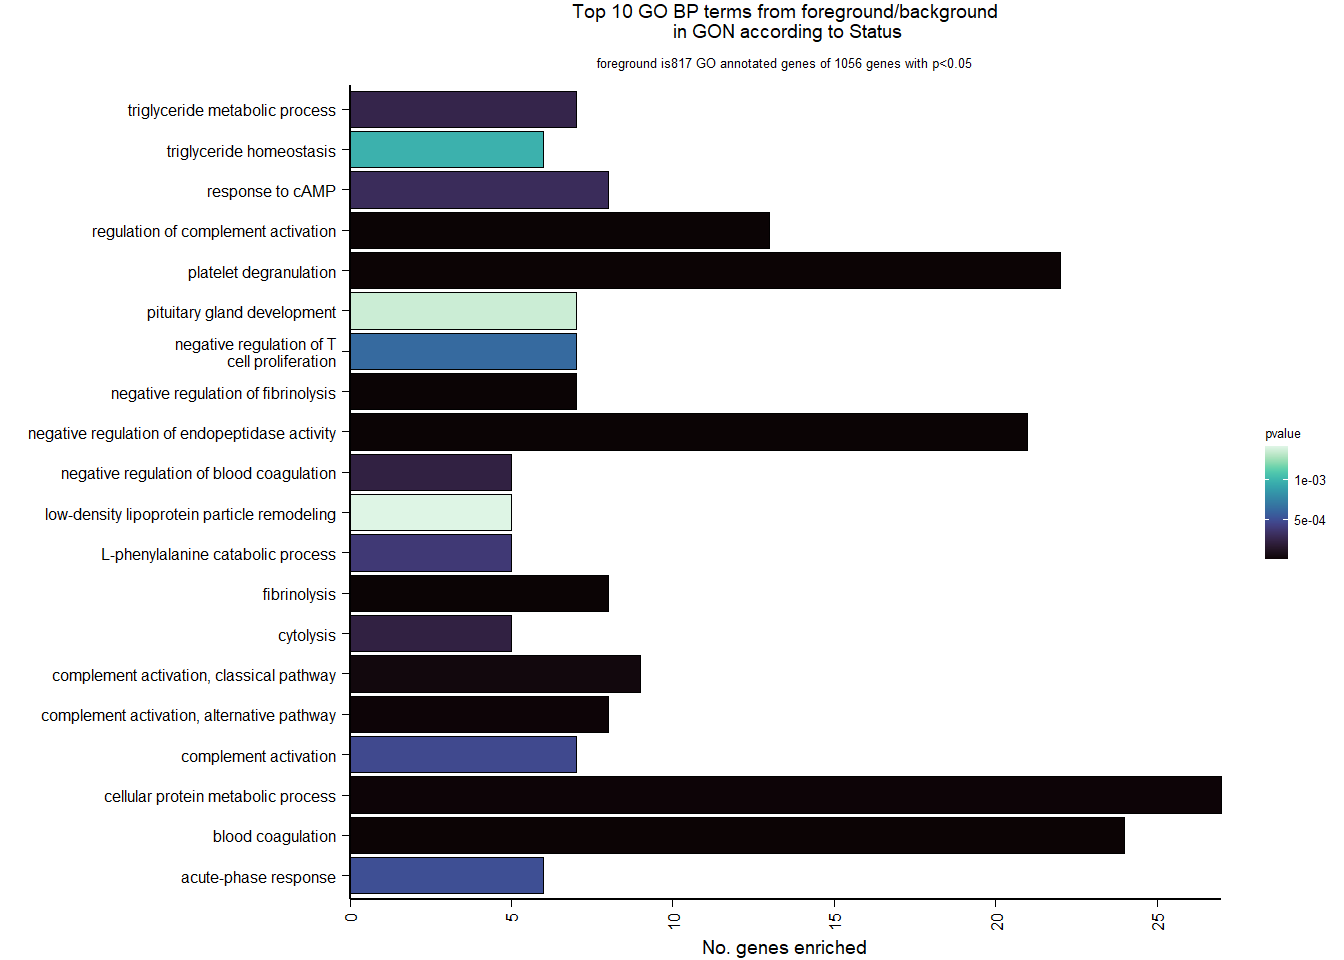 Top 10 GO BP terms from foreground/background
in GON according to Status
foreground is817 GO annotated genes of 1056 genes with p<0.05
triglyceride metabolic process
triglyceride homeostasis
response to cAMP
regulation of complement activation
platelet degranulation
pituitary gland development
negative regulation of T
cell proliferation
negative regulation of fibrinolysis
negative regulation of endopeptidase activity
negative regulation of blood coagulation
low-density lipoprotein particle remodeling
L-phenylalanine catabolic process
fibrinolysis
cytolysis
complement activation, classical pathway
complement activation, alternative pathway
complement activation
cellular protein metabolic process
blood coagulation
acute-phase response
0
5
10
15
20
25
No. genes enriched
pvalue
1e-03
5e-04